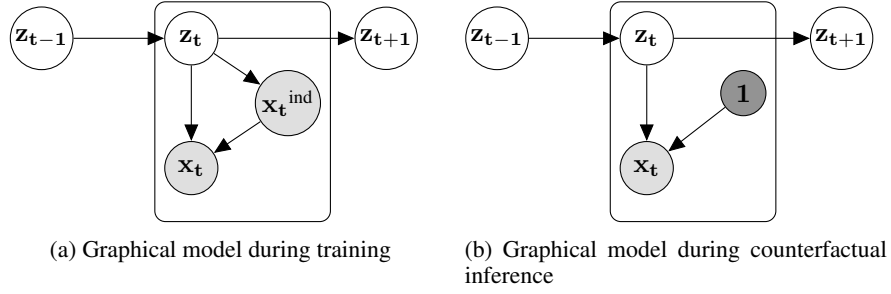 z_{t−1} z_t z_{t+1} z_{t−1} z_t z_{t+1}
x_t^{ind} 1
x_t x_t
(a) Graphical model during training
(b) Graphical model during counterfactual
inference